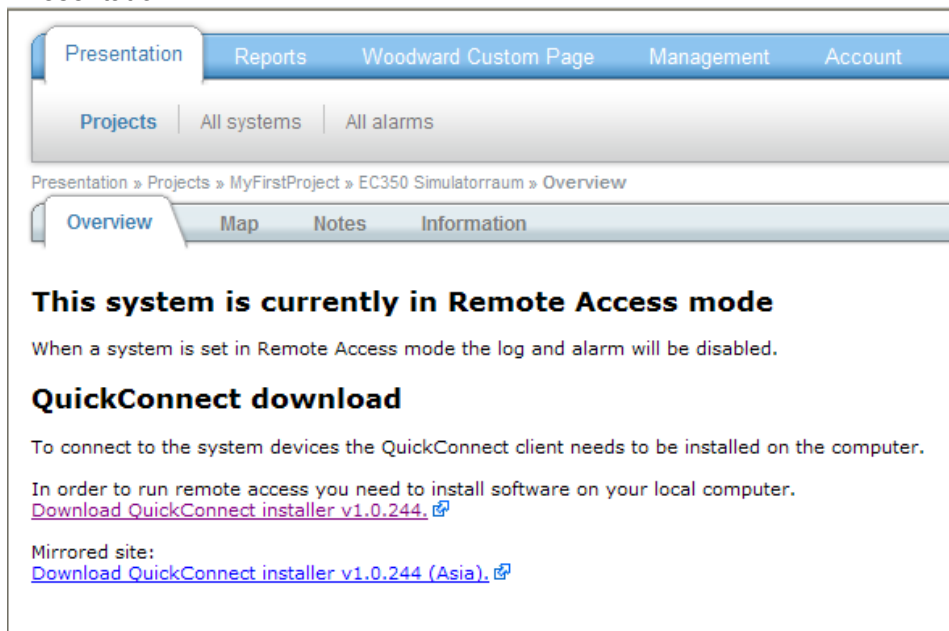 Presentation Reports Woodward Custom Page Management Account
Projects All systems All alarms
Presentation » Projects » MyFirstProject » EC350 Simulatorraum » Overview
Overview Map Notes Information
This system is currently in Remote Access mode
When a system is set in Remote Access mode the log and alarm will be disabled.
QuickConnect download
To connect to the system devices the QuickConnect client needs to be installed on the computer.
In order to run remote access you need to install software on your local computer.
Download QuickConnect installer v1.0.244.
Mirrored site:
Download QuickConnect installer v1.0.244 (Asia).